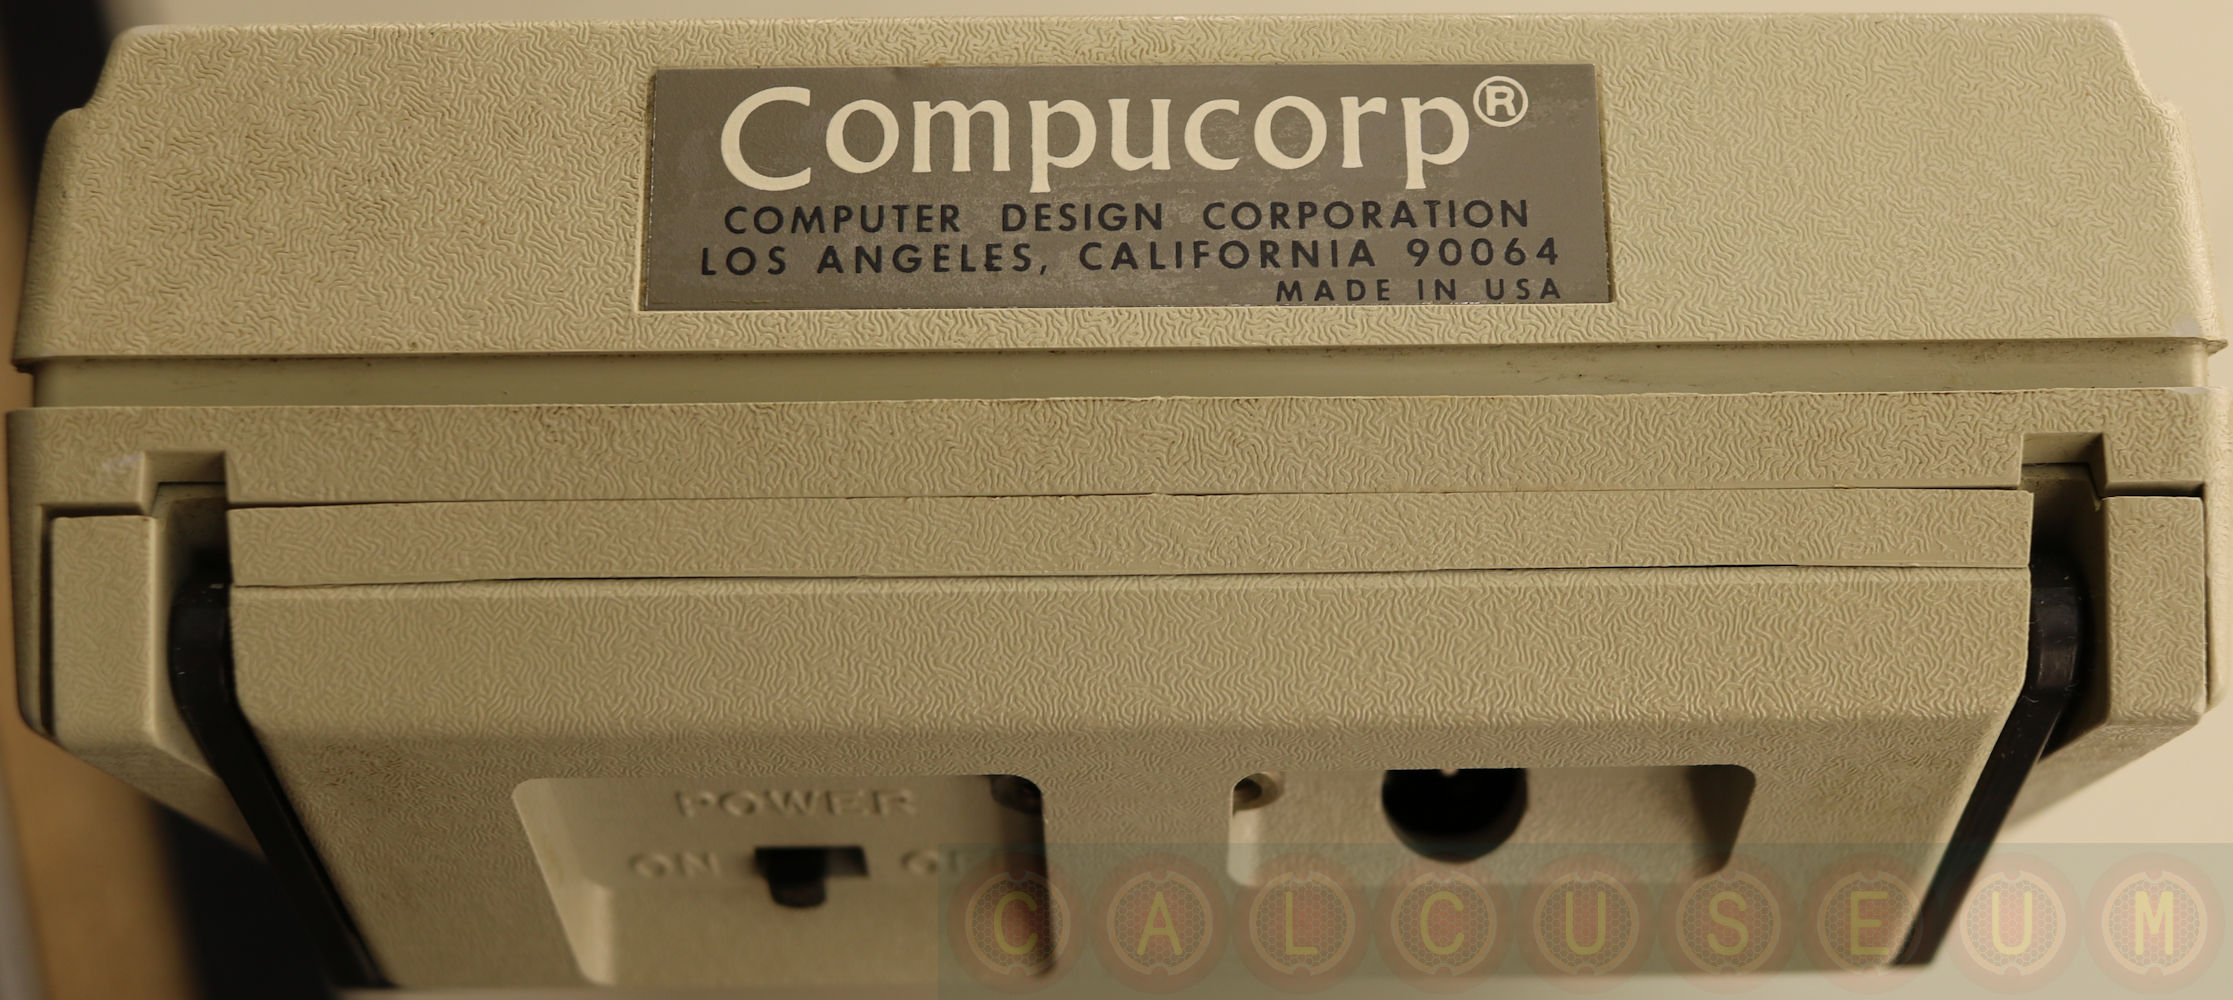 Compucorp®
COMPUTER DESIGN CORPORATION
LOS ANGELES, CALIFORNIA 90064
MADE IN USA
POWER
ON
CALCUSEUM